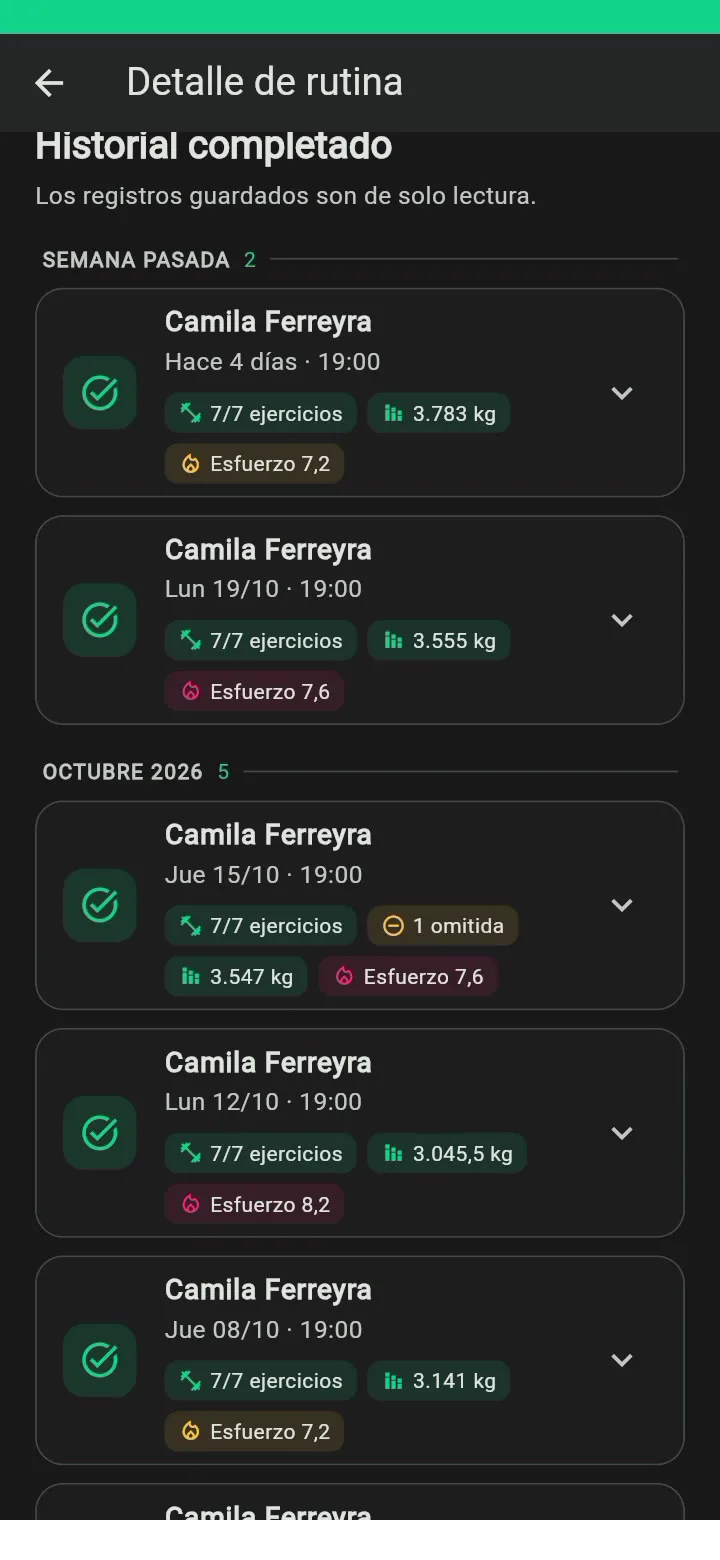 Detalle de rutina
Historial completado
Los registros guardados son de solo lectura.
SEMANA PASADA 2
Camila Ferreyra
Hace 4 días · 19:00
7/7 ejercicios 3.783 kg
Esfuerzo 7,2
Camila Ferreyra
Lun 19/10 · 19:00
7/7 ejercicios 3.555 kg
Esfuerzo 7,6
OCTUBRE 2026 5
Camila Ferreyra
Jue 15/10 · 19:00
7/7 ejercicios 1 omitida
3.547 kg Esfuerzo 7,6
Camila Ferreyra
Lun 12/10 · 19:00
7/7 ejercicios 3.045,5 kg
Esfuerzo 8,2
Camila Ferreyra
Jue 08/10 · 19:00
7/7 ejercicios 3.141 kg
Esfuerzo 7,2
Camila Ferreyra